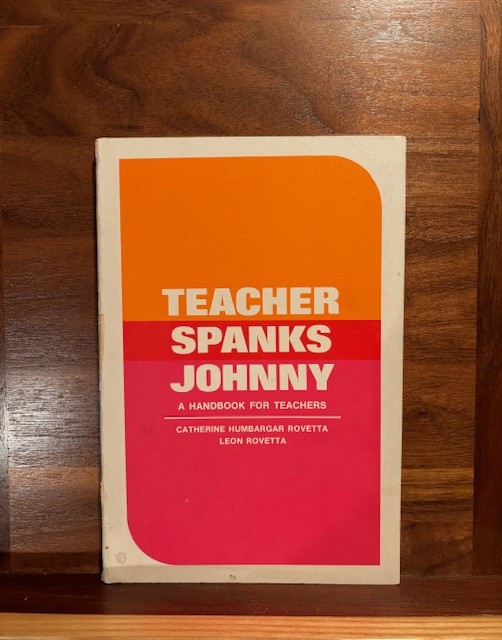 TEACHER
SPANKS
JOHNNY
A HANDBOOK FOR TEACHERS
CATHERINE HUMBARGAR ROVETTA
LEON ROVETTA